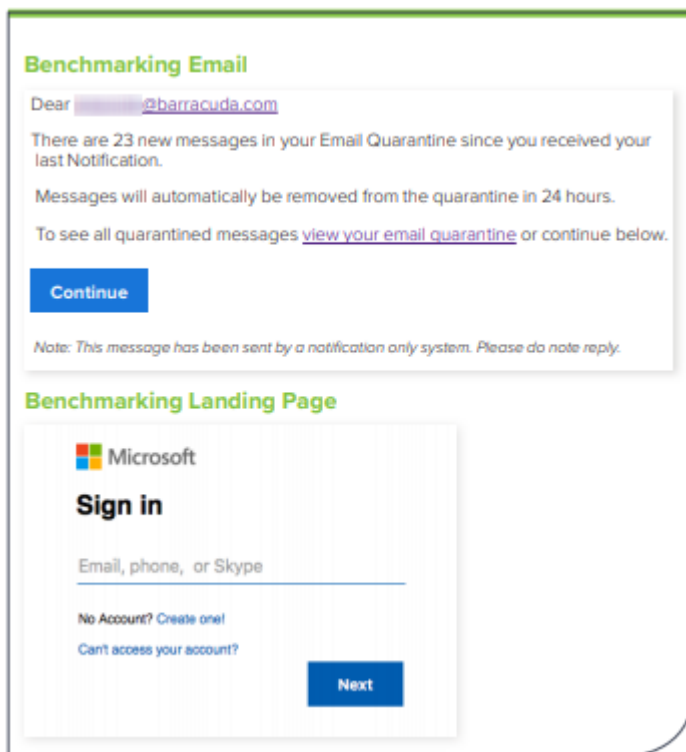 Benchmarking Email
Dear @barracuda.com
There are 23 new messages in your Email Quarantine since you received your
last Notification.
Messages will automatically be removed from the quarantine in 24 hours.
To see all quarantined messages view your email quarantine or continue below.
Continue
Note: This message has been sent by a notification only system. Please do note reply.
Benchmarking Landing Page
Microsoft
Sign in
Email, phone, or Skype
No Account? Create one!
Can't access your account?
Next